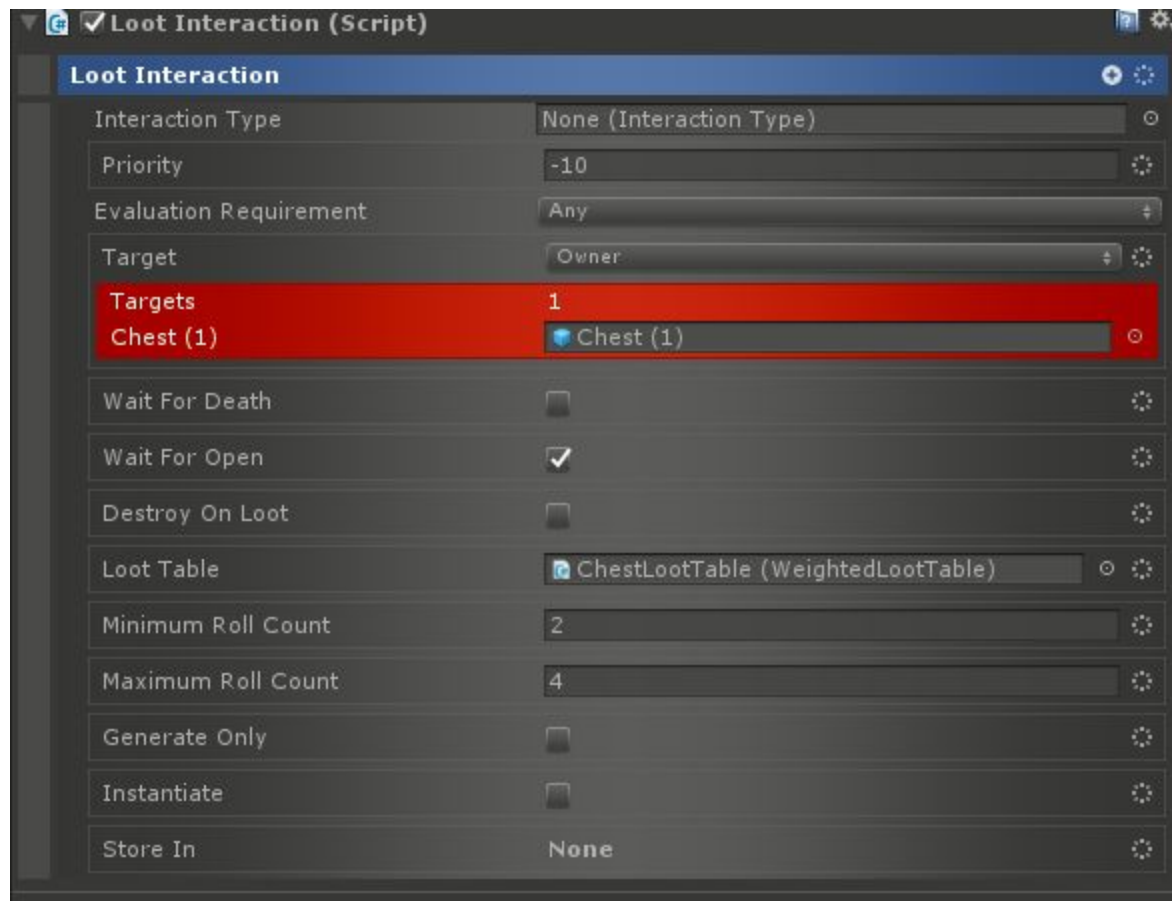 Loot Interaction (Script)
Loot Interaction
Interaction Type None (Interaction Type)
Priority -10
Evaluation Requirement Any
Target Owner
Targets 1
Chest (1) Chest (1)
Wait For Death
Wait For Open
Destroy On Loot
Loot Table ChestLootTable (WeightedLootTable)
Minimum Roll Count 2
Maximum Roll Count 4
Generate Only
Instantiate
Store In None